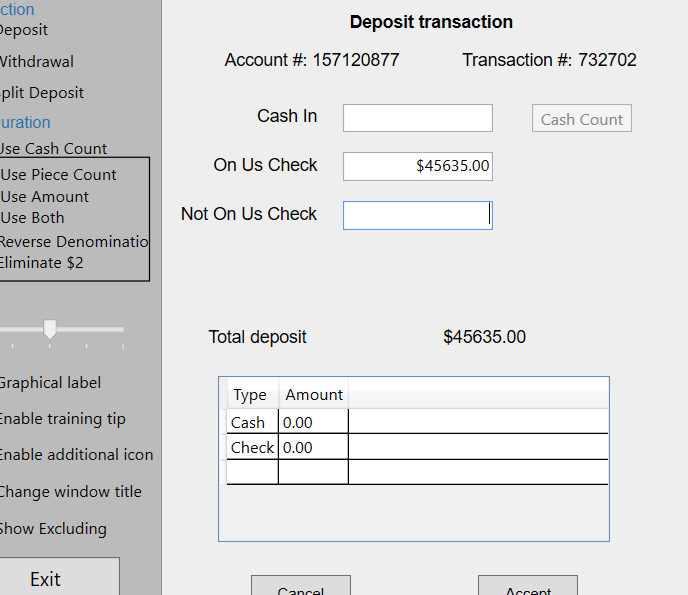 ction
Deposit
Withdrawal
plit Deposit
uration
Use Cash Count
Use Piece Count
Use Amount
Use Both
Reverse Denominatio
Eliminate $2
Graphical label
Enable training tip
Enable additional icon
Change window title
Show Excluding
Exit
Deposit transaction
Account #: 157120877 Transaction #: 732702
Cash In Cash Count
On Us Check $45635.00
Not On Us Check
Total deposit $45635.00
Type Amount
Cash 0.00
Check 0.00
Cancel Accept